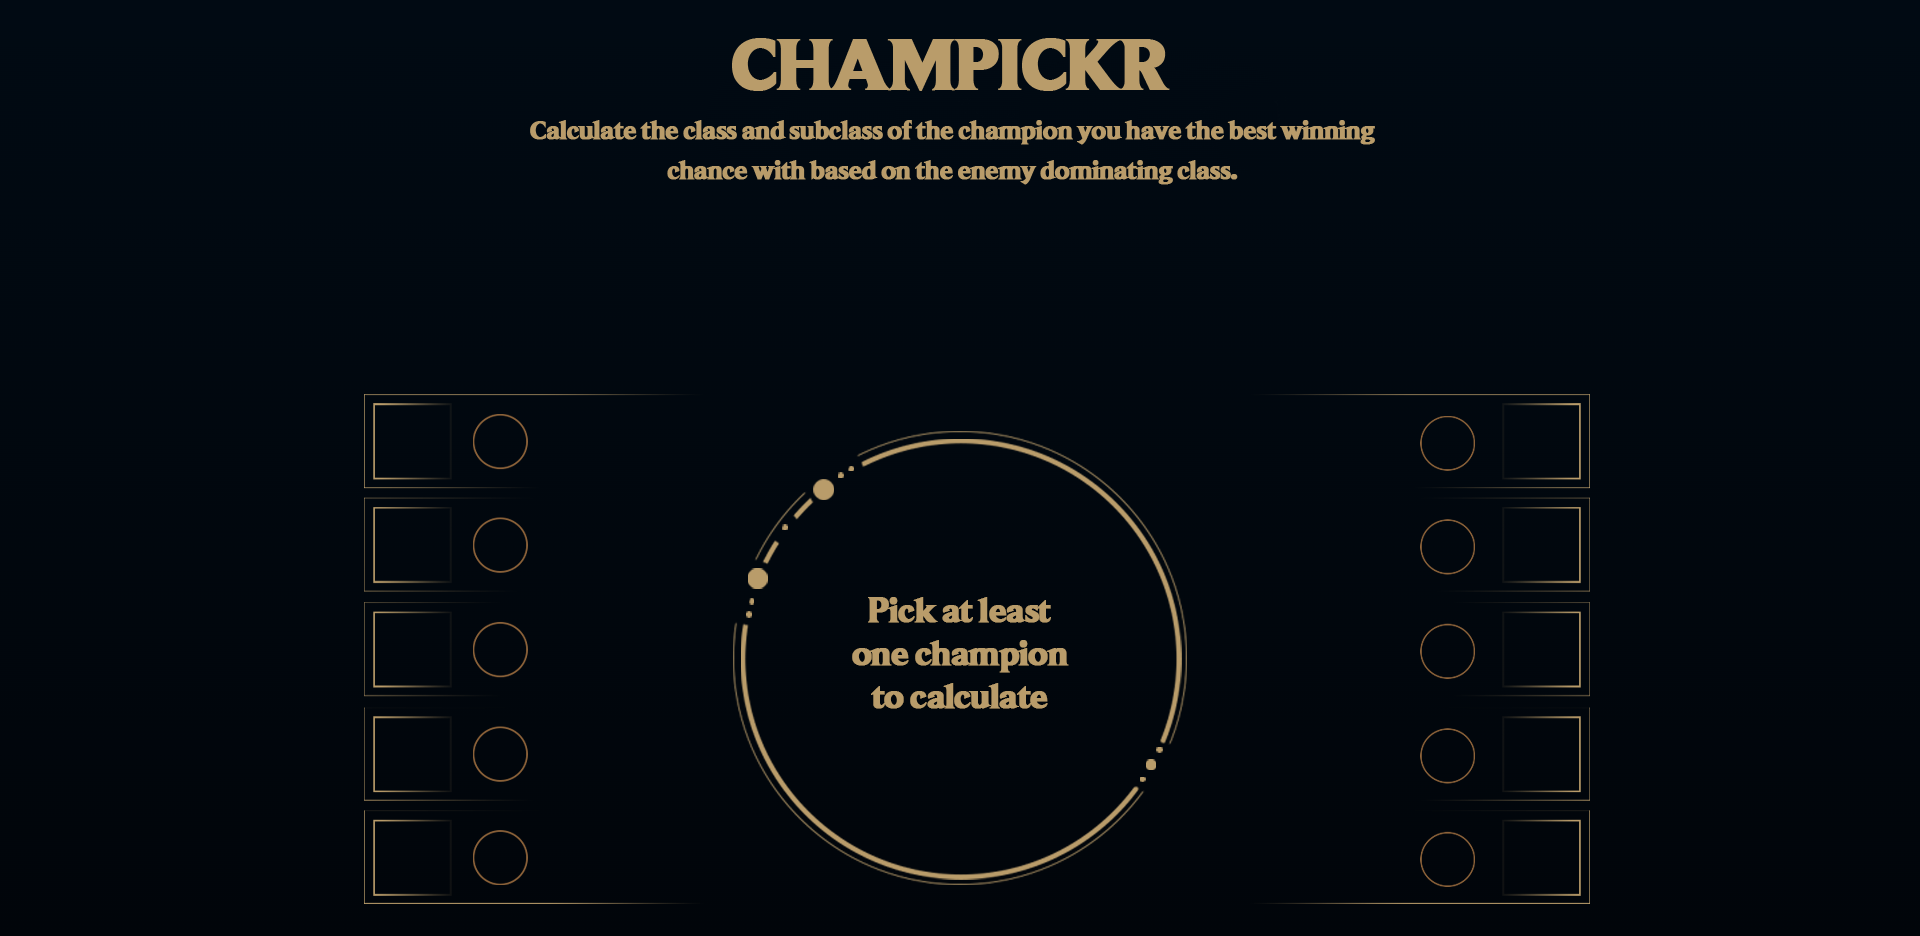 CHAMPICKR
Calculate the class and subclass of the champion you have the best winning
chance with based on the enemy dominating class.
Pick at least
one champion
to calculate